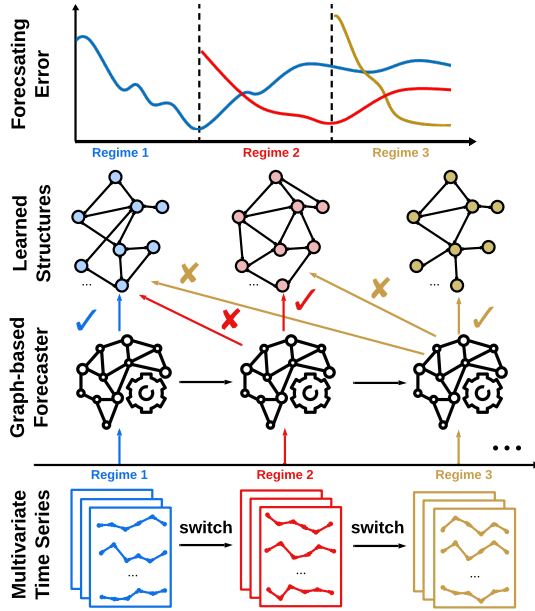 Forecsating
Error
Regime 1
Regime 2
Regime 3
Learned
Structures
...
...
...
Graph-based
Forecaster
...
Regime 1
Regime 2
Regime 3
Multivariate
Time Series
switch
switch
...
...
...